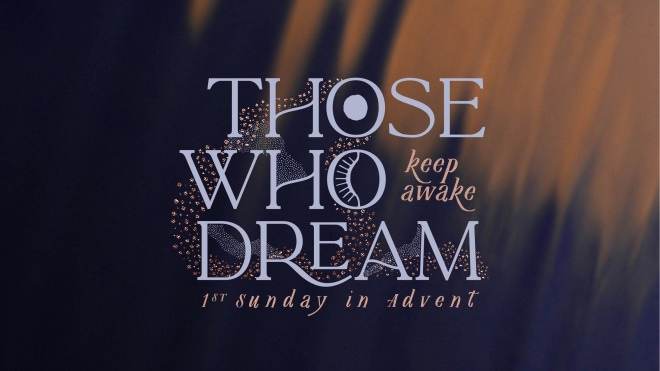 THOSE
WHO
keep
awake
DREAM
1ST Sunday in Advent